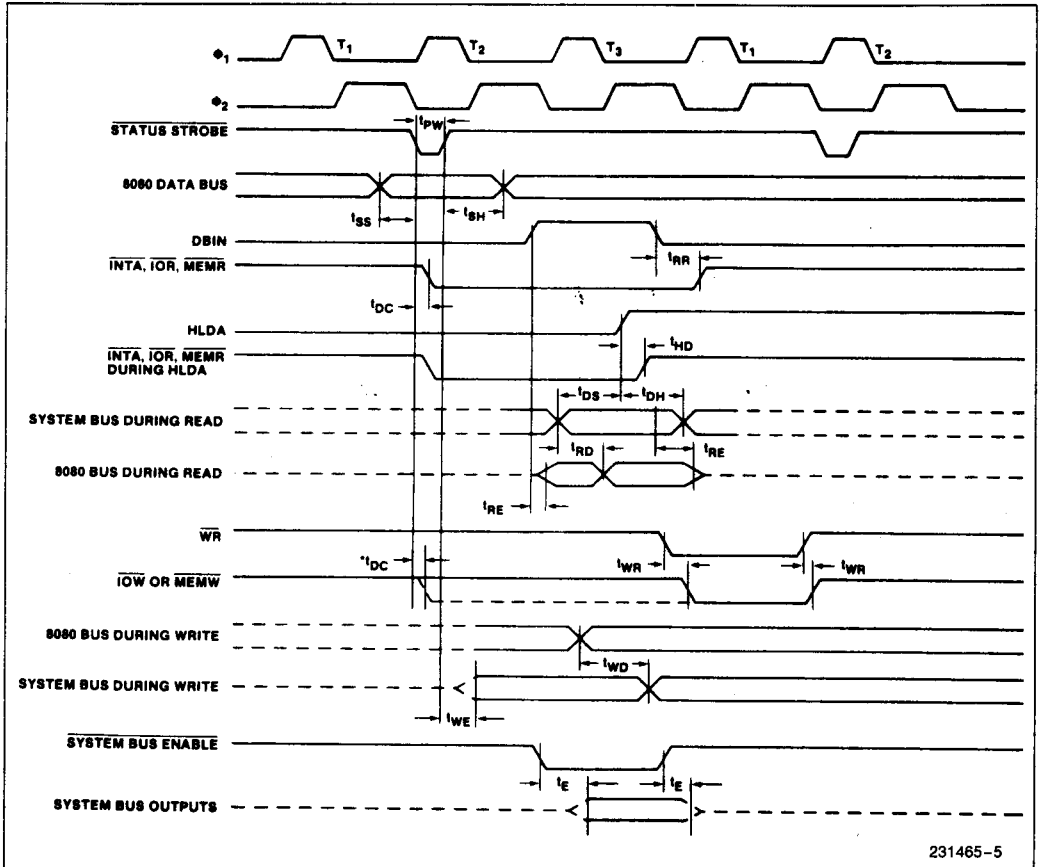 Φ1 T1 T2 T3 T1 T2
Φ2
STATUS STROBE tPW
8080 DATA BUS
tSS tSH
DBIN
INTA, IOR, MEMR tRR
tDC
HLDA
INTA, IOR, MEMR DURING HLDA tHD
tDS tDH
SYSTEM BUS DURING READ
tRD tRE
8080 BUS DURING READ
tRE
WR
*tDC tWR tWR
IOW OR MEMW
8080 BUS DURING WRITE
tWD
SYSTEM BUS DURING WRITE
tWE
SYSTEM BUS ENABLE
tE tE
SYSTEM BUS OUTPUTS
231465-5